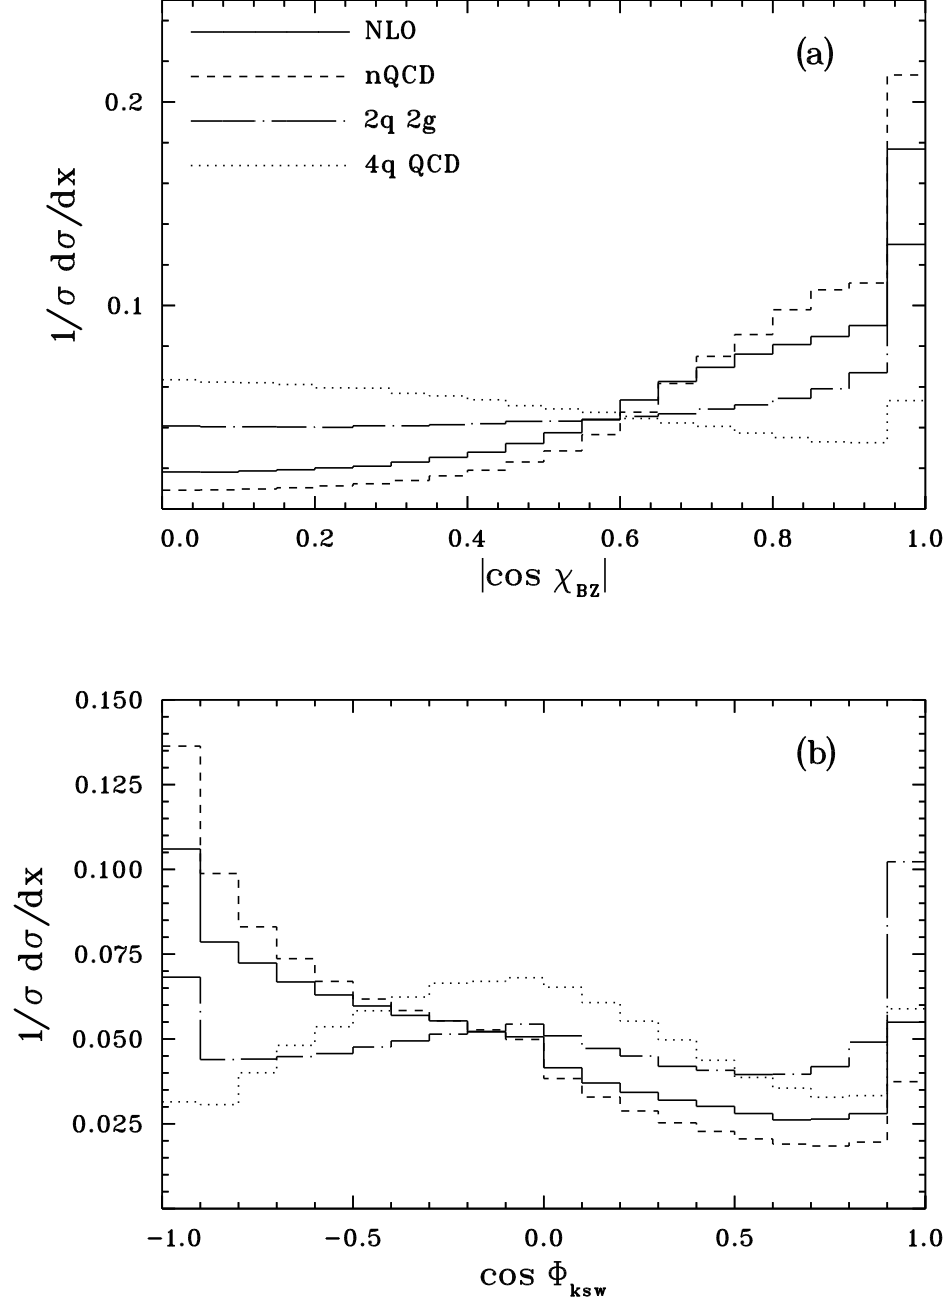 NLO
(a)
nQCD
0.2
2q 2g
4q QCD
1/σ dσ/dx
0.1
0.0 0.2 0.4 0.6 0.8 1.0
|cos χ_BZ|
0.150
(b)
0.125
0.100
1/σ dσ/dx
0.075
0.050
0.025
−1.0 −0.5 0.0 0.5 1.0
cos Φ_ksw